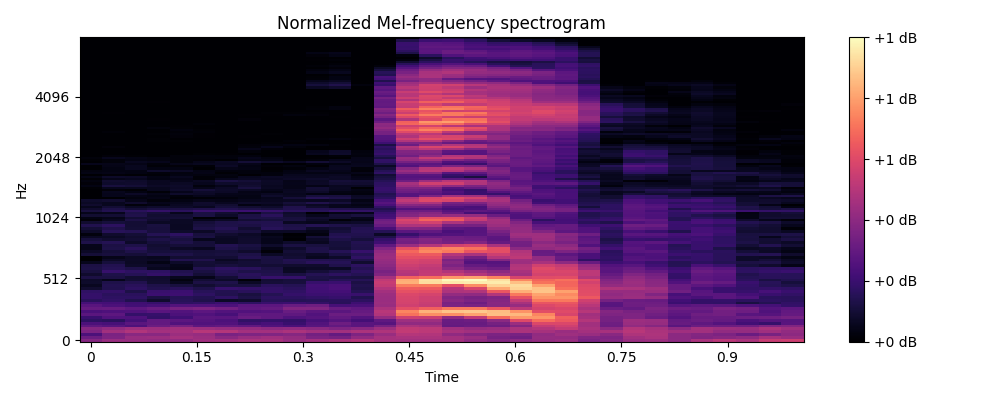 Normalized Mel-frequency spectrogram
Hz
4096
2048
1024
512
0
0 0.15 0.3 0.45 0.6 0.75 0.9
Time
+1 dB
+1 dB
+1 dB
+0 dB
+0 dB
+0 dB